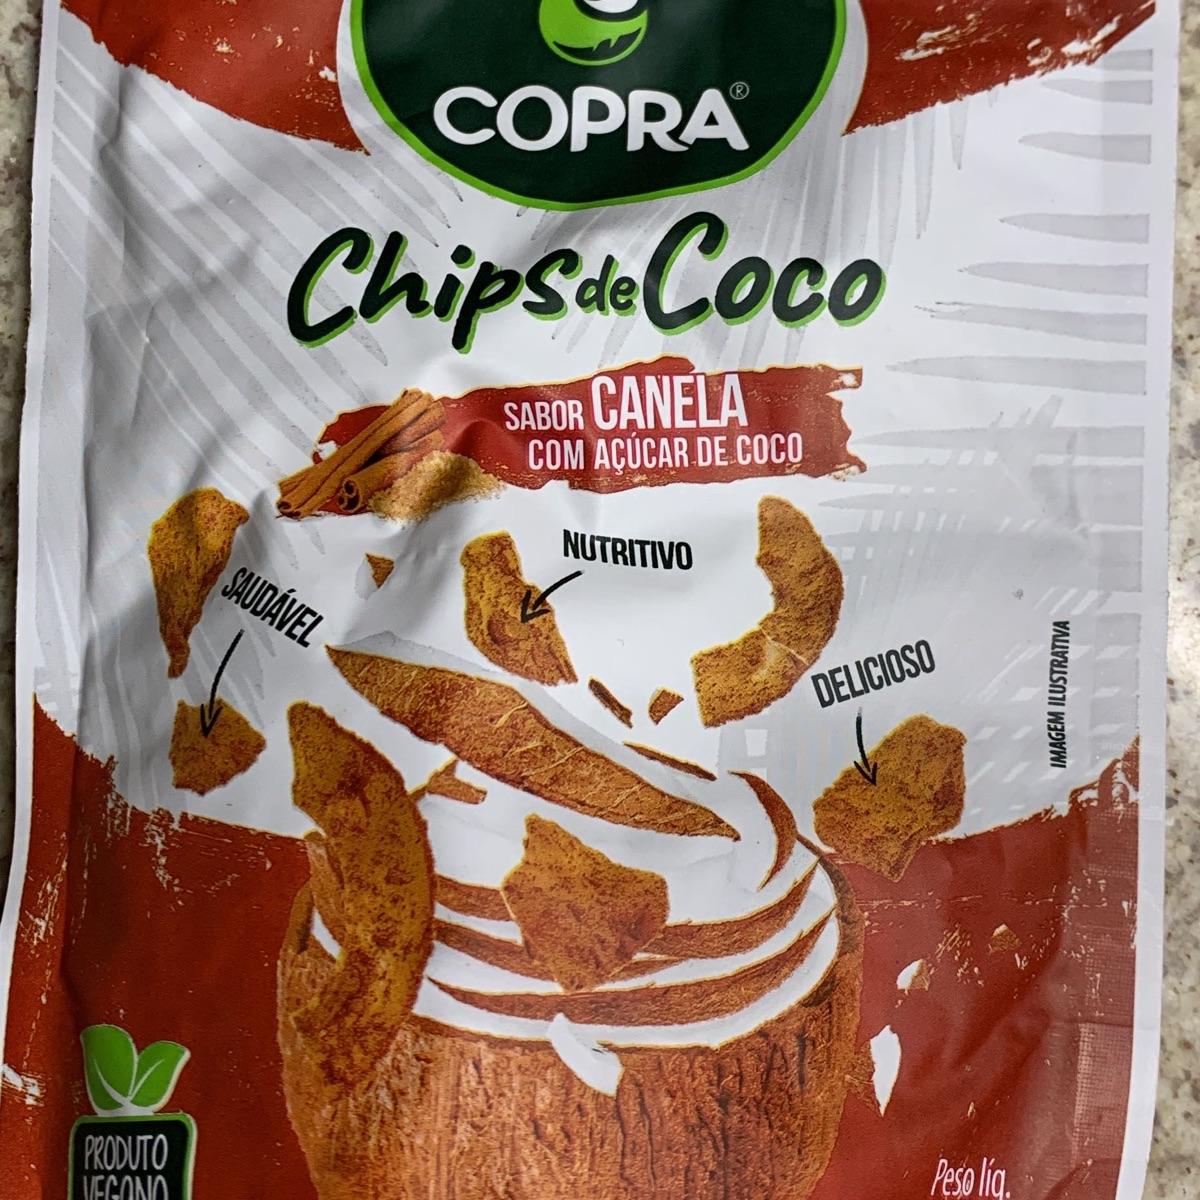 COPRA®
Chips de Coco
SABOR CANELA
COM AÇÚCAR DE COCO
NUTRITIVO
SAUDÁVEL
DELICIOSO
IMAGEM ILUSTRATIVA
PRODUTO
VEGANO
Peso líq.